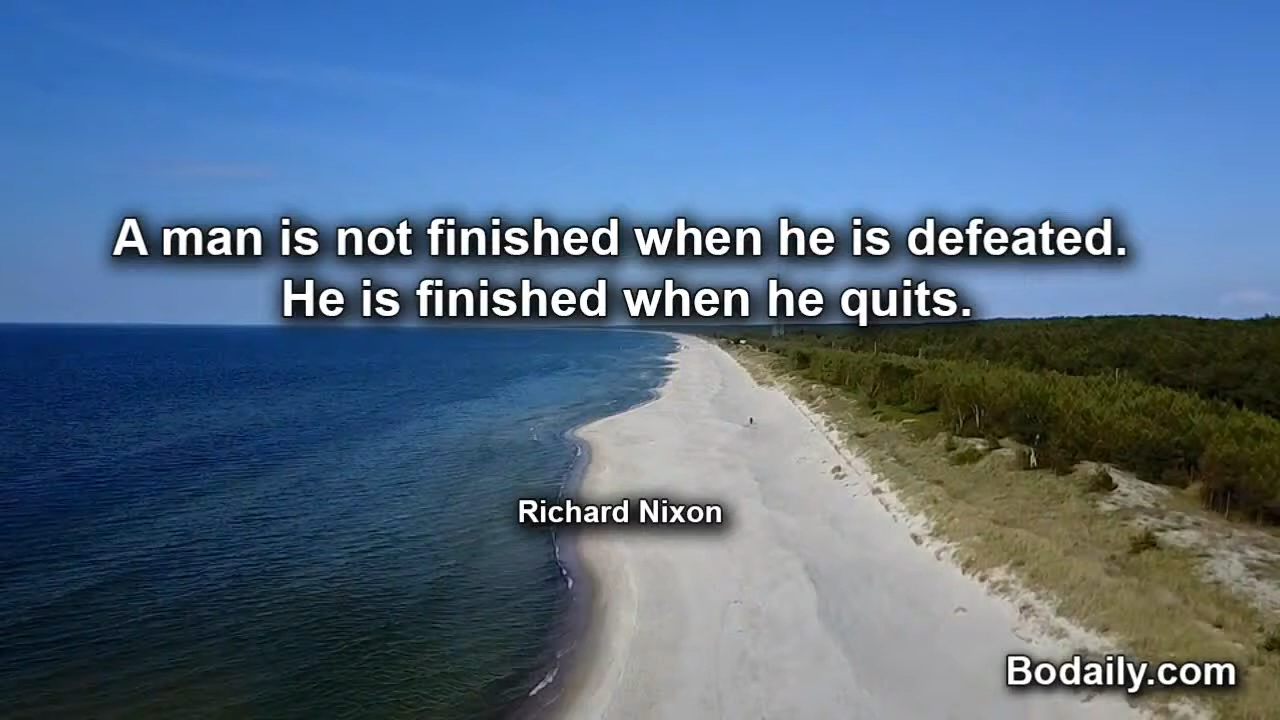 A man is not finished when he is defeated.
He is finished when he quits.
Richard Nixon
Bodaily.com